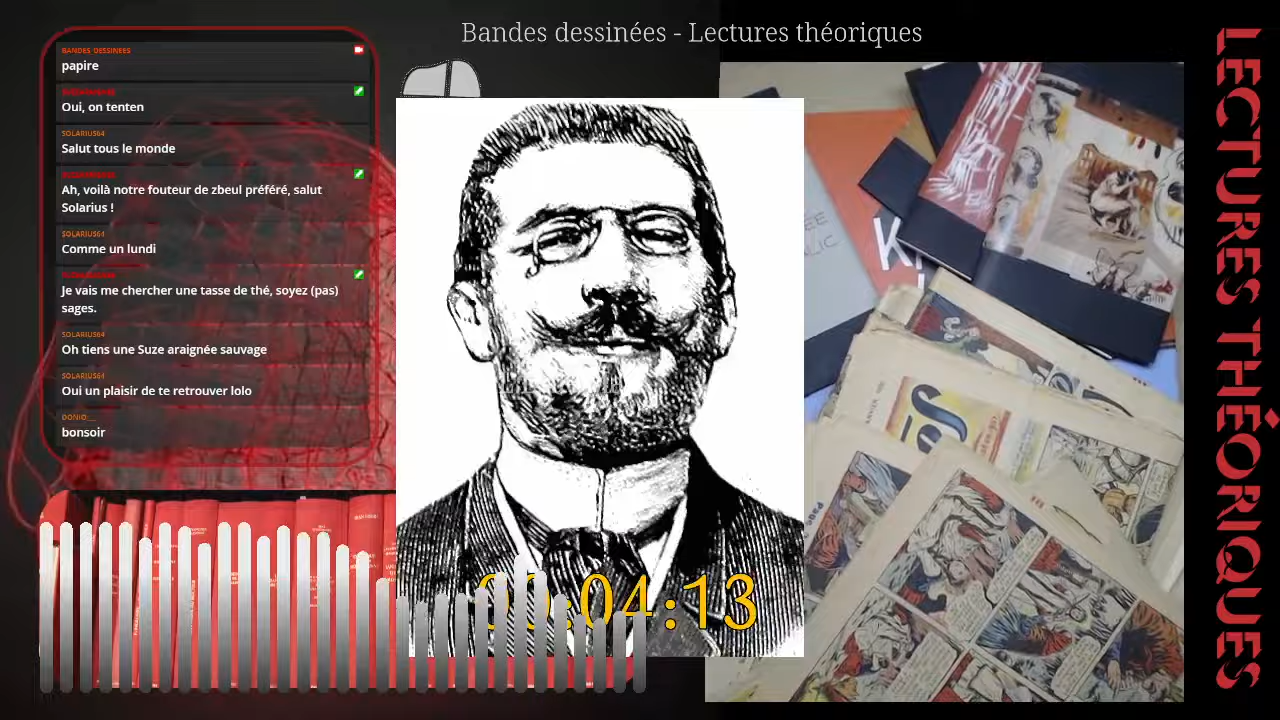 Bandes dessinées - Lectures théoriques
BANDES DESSINÉES
papire
Oui, on tenten
SOLARIUS64
Salut tous le monde
Ah, voilà notre fouteur de zbeul préféré, salut
Solarius !
SOLARIUS64
Comme un lundi
Je vais me chercher une tasse de thé, soyez (pas)
sages.
SOLARIUS64
Oh tiens une Suze araignée sauvage
SOLARIUS64
Oui un plaisir de te retrouver lolo
DONIO__
bonsoir
:04:13
LECTURES THÉORIQUES